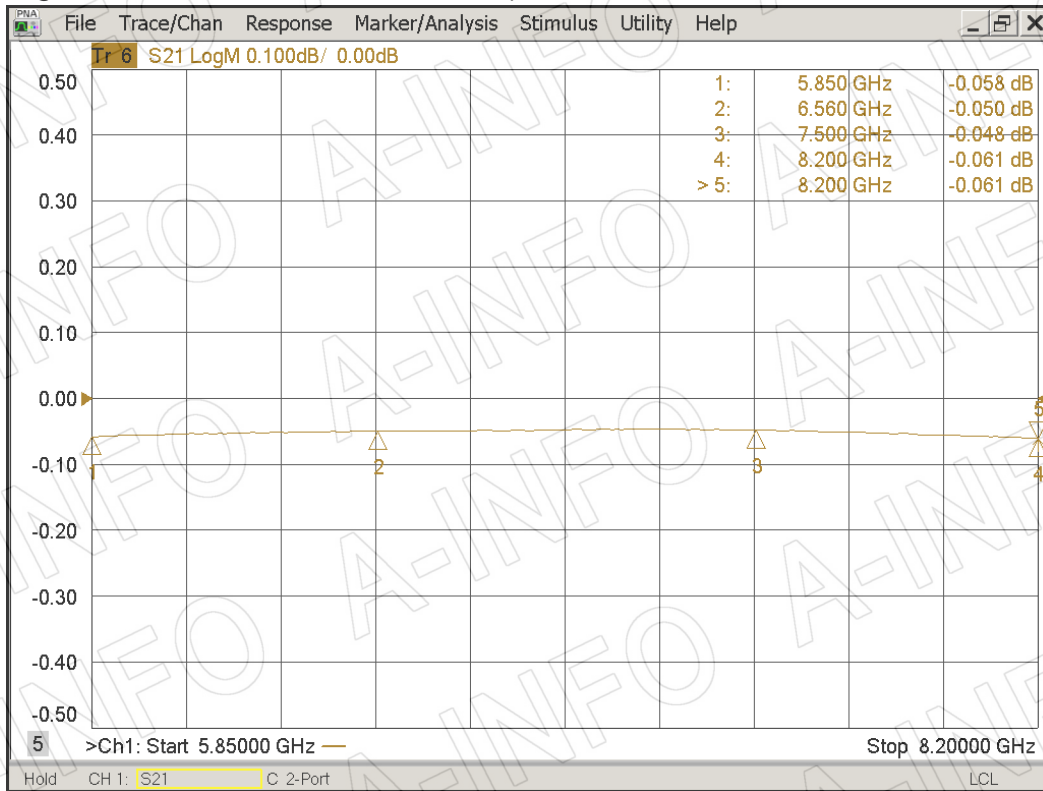 PNA File Trace/Chan Response Marker/Analysis Stimulus Utility Help
Tr 6 S21 LogM 0.100dB/ 0.00dB
0.50
0.40
0.30
0.20
0.10
0.00
-0.10
-0.20
-0.30
-0.40
-0.50
1: 5.850 GHz -0.058 dB
2: 6.560 GHz -0.050 dB
3: 7.500 GHz -0.048 dB
4: 8.200 GHz -0.061 dB
> 5: 8.200 GHz -0.061 dB
1
2
3
5
4
5 >Ch1: Start 5.85000 GHz Stop 8.20000 GHz
Hold CH 1: S21 C 2-Port LCL
A-INFO A-INFO A-INFO